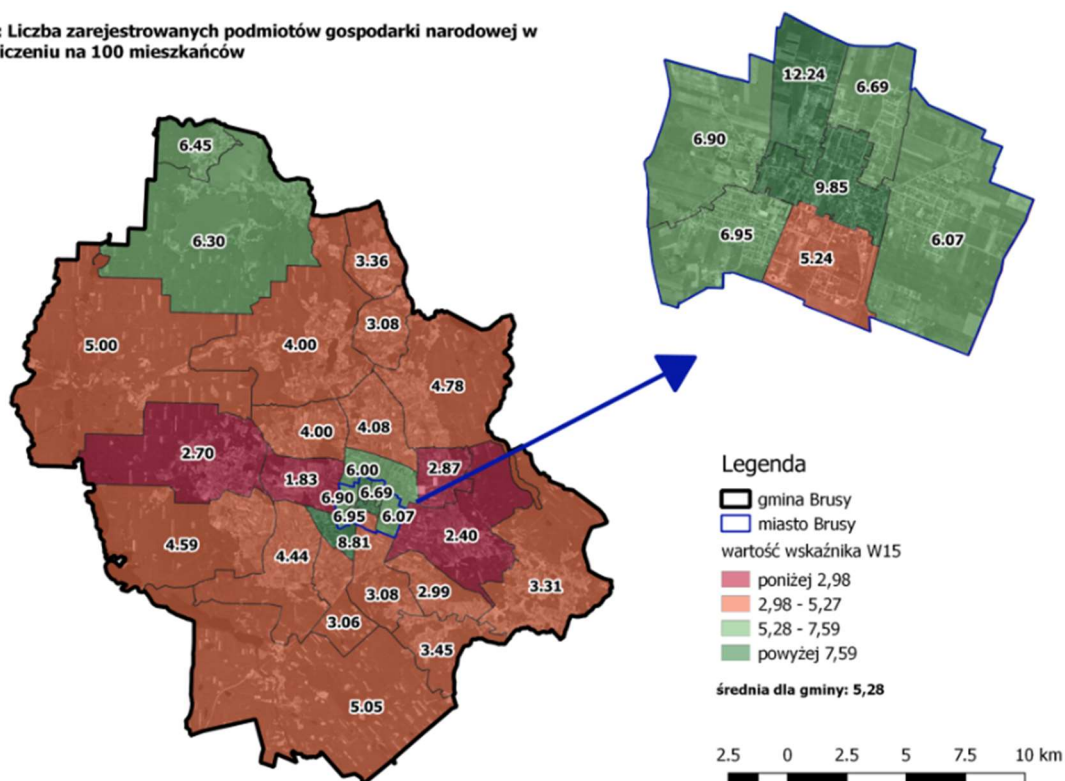 : Liczba zarejestrowanych podmiotów gospodarki narodowej w
iczeniu na 100 mieszkańców
12.24
6.69
6.90
9.85
6.95
6.07
5.24
6.45
6.30
3.36
3.08
5.00
4.00
4.78
4.00
4.08
2.70
6.00
2.87
1.83
6.90
6.69
6.95
6.07
2.40
4.59
4.44
8.81
3.08
2.99
3.31
3.06
3.45
5.05
Legenda
gmina Brusy
miasto Brusy
wartość wskaźnika W15
poniżej 2,98
2,98 - 5,27
5,28 - 7,59
powyżej 7,59
średnia dla gminy: 5,28
2.5 0 2.5 5 7.5 10 km